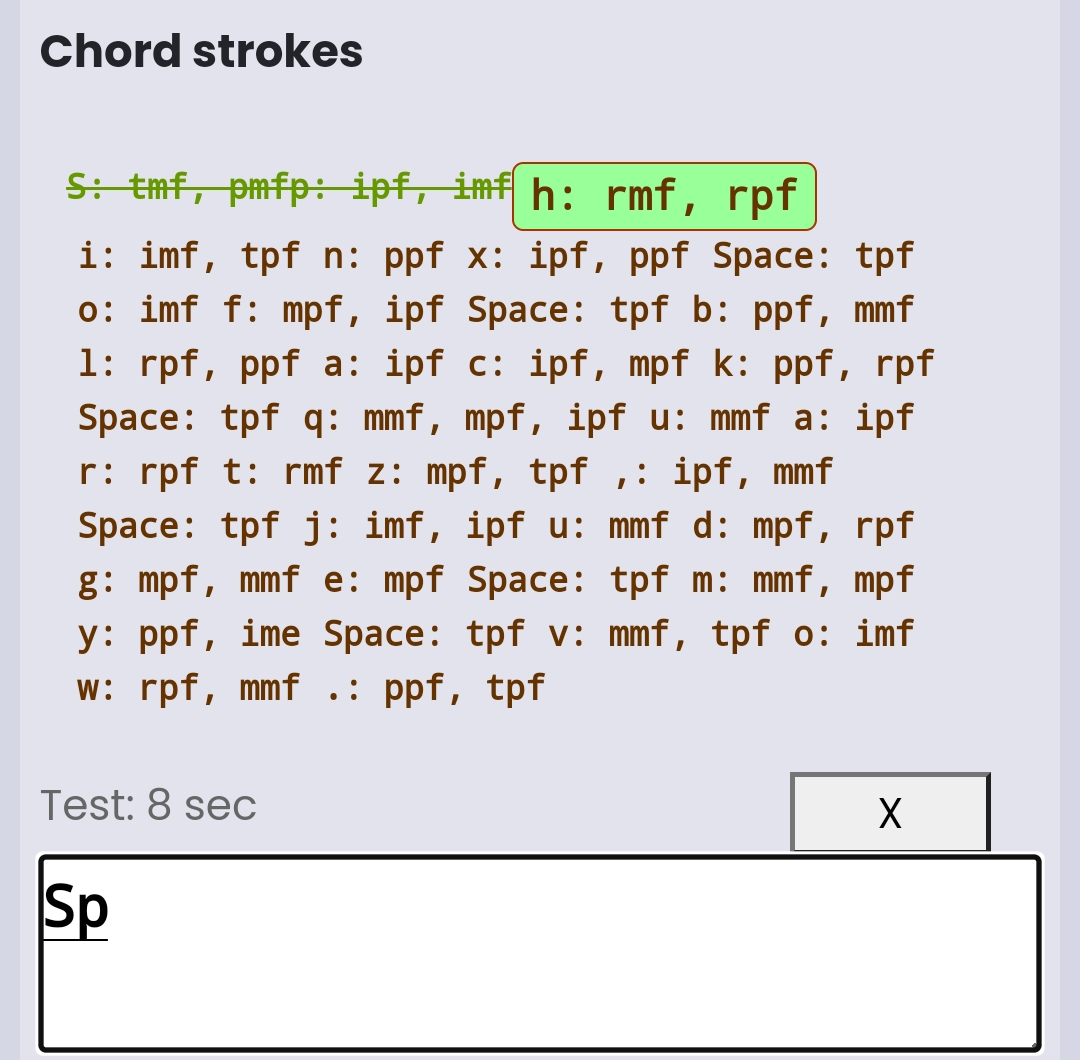 Chord strokes
S: tmf, pmfp: ipf, imf h: rmf, rpf
i: imf, tpf n: ppf x: ipf, ppf Space: tpf
o: imf f: mpf, ipf Space: tpf b: ppf, mmf
l: rpf, ppf a: ipf c: ipf, mpf k: ppf, rpf
Space: tpf q: mmf, mpf, ipf u: mmf a: ipf
r: rpf t: rmf z: mpf, tpf ,: ipf, mmf
Space: tpf j: imf, ipf u: mmf d: mpf, rpf
g: mpf, mmf e: mpf Space: tpf m: mmf, mpf
y: ppf, ime Space: tpf v: mmf, tpf o: imf
w: rpf, mmf .: ppf, tpf
Test: 8 sec
X
Sp